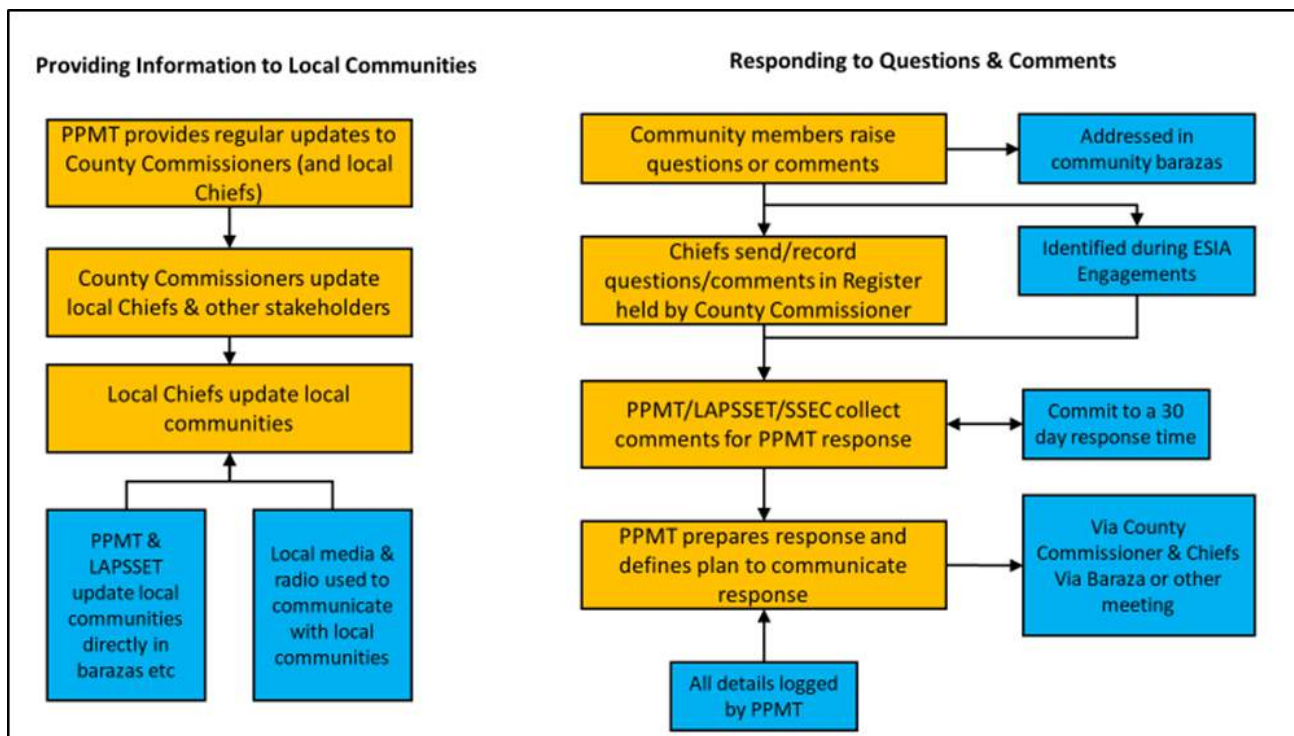 Providing Information to Local Communities
PPMT provides regular updates to
County Commissioners (and local
Chiefs)
County Commissioners update
local Chiefs & other stakeholders
Local Chiefs update local
communities
PPMT &
LAPSSET
update local
communities
directly in
barazas etc
Local media &
radio used to
communicate
with local
communities
Responding to Questions & Comments
Community members raise
questions or comments
Addressed in
community barazas
Chiefs send/record
questions/comments in Register
held by County Commissioner
Identified during ESIA
Engagements
PPMT/LAPSSET/SSEC collect
comments for PPMT response
Commit to a 30
day response time
PPMT prepares response and
defines plan to communicate
response
Via County
Commissioner & Chiefs
Via Baraza or other
meeting
All details logged
by PPMT